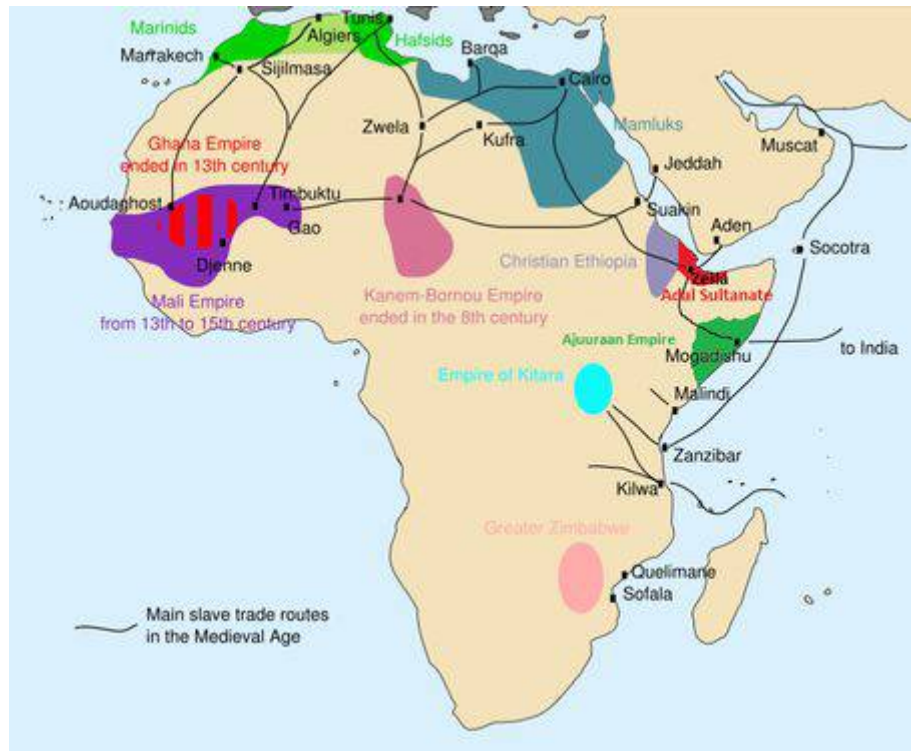 Tunis
Marinids
Algiers
Hafsids
Marrakech
Sijilmasa
Barqa
Cairo
Zwela
Kufra
Mamluks
Muscat
Ghana Empire
ended in 13th century
Jeddah
Aoudaghost
Timbuktu
Suakin
Gao
Aden
Socotra
Djenne
Christian Ethiopia
Zeila
Adul Sultanate
Mali Empire
from 13th to 15th century
Kanem-Bornou Empire
ended in the 8th century
Ajuuraan Empire
Mogadishu
to India
Empire of Kitara
Malindi
Zanzibar
Kilwa
Greater Zimbabwe
Quelimane
Sofala
Main slave trade routes
in the Medieval Age